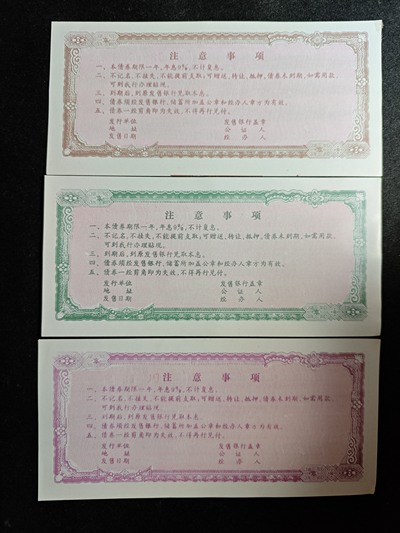 注意事项
一、本债券期限一年,年息9%,不计复息。
二、不记名,不挂失,不能提前支取;可赠送,转让,抵押,债券未到期,如需用款,
可到我行办理贴现。
三、到期后,到原发售银行兑取本息。
四、债券须经发售银行,储蓄所加盖公章和经办人章方为有效。
五、债券一经剪角即为失效,不得再行兑付。
发行单位 发售银行盖章
地址 公证人
发售日期 经办人
注意事项
一、本债券期限一年,年息9%,不计复息。
二、不记名,不挂失,不能提前支取;可赠送,转让,抵押,债券未到期,如需用款,
可到我行办理贴现。
三、到期后,到原发售银行兑取本息。
四、债券须经发售银行,储蓄所加盖公章和经办人章方为有效。
五、债券一经剪角即为失效,不得再行兑付。
发行单位 发售银行盖章
地址 公证人
发售日期 经办人
注意事项
一、本债券期限一年,年息9%,不计复息。
二、不记名,不挂失,不能提前支取;可赠送,转让,抵押,债券未到期,如需用款,
可到我行办理贴现。
三、到期后,到原发售银行兑取本息。
四、债券须经发售银行,储蓄所加盖公章和经办人章方为有效。
五、债券一经剪角即为失效,不得再行兑付。
发行单位 发售银行盖章
地址 公证人
发售日期 经办人